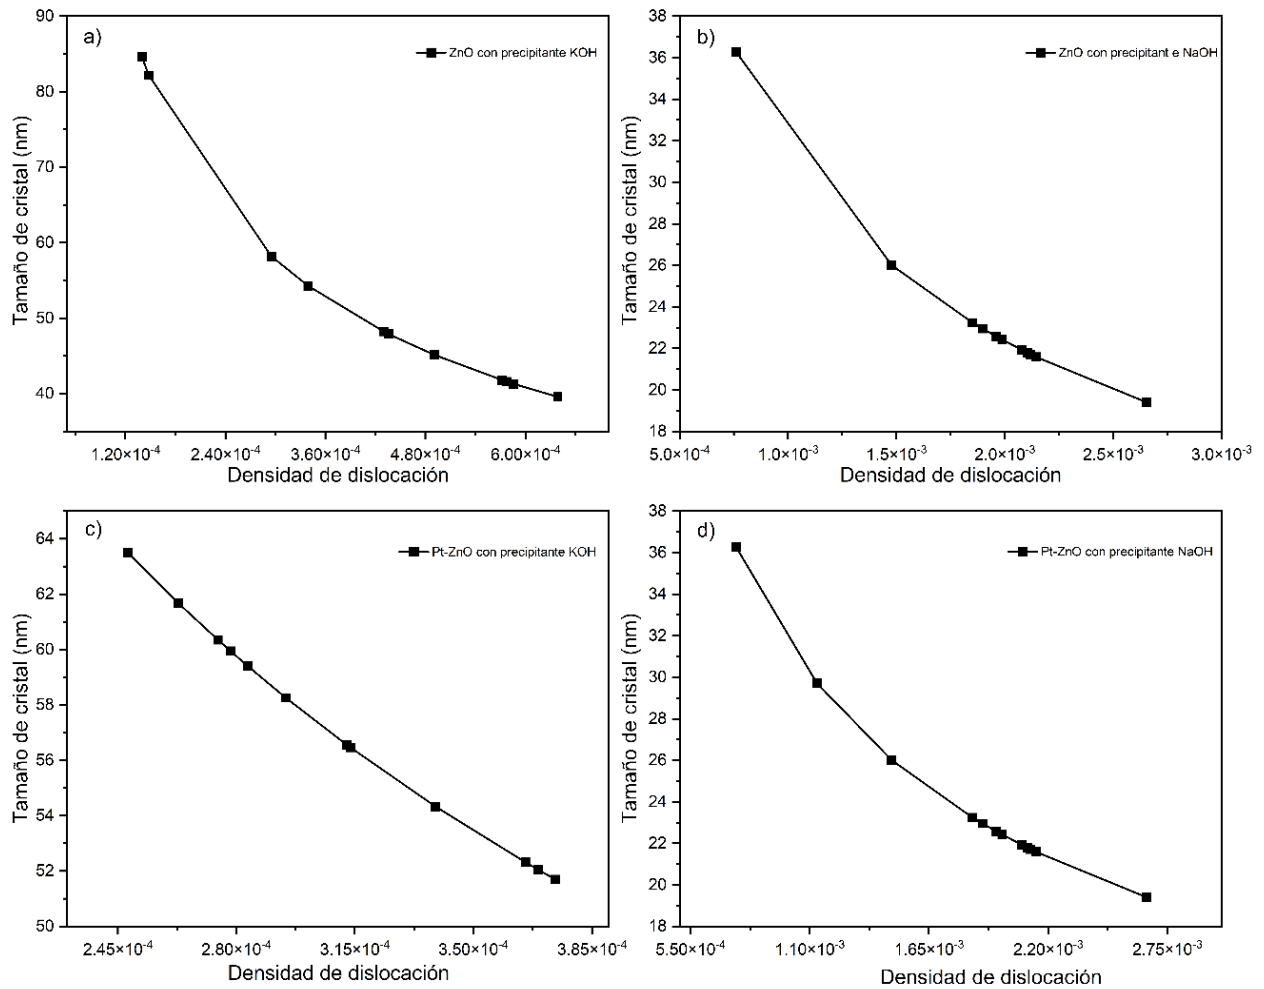 a)
ZnO con precipitante KOH
90
80
70
60
50
40
Tamaño de cristal (nm)
1.20×10⁻⁴ 2.40×10⁻⁴ 3.60×10⁻⁴ 4.80×10⁻⁴ 6.00×10⁻⁴
Densidad de dislocación
b)
ZnO con precipitant e NaOH
38
36
34
32
30
28
26
24
22
20
18
Tamaño de cristal (nm)
5.0×10⁻⁴ 1.0×10⁻³ 1.5×10⁻³ 2.0×10⁻³ 2.5×10⁻³ 3.0×10⁻³
Densidad de dislocación
c)
Pt-ZnO con precipitante KOH
64
62
60
58
56
54
52
50
Tamaño de cristal (nm)
2.45×10⁻⁴ 2.80×10⁻⁴ 3.15×10⁻⁴ 3.50×10⁻⁴ 3.85×10⁻⁴
Densidad de dislocación
d)
Pt-ZnO con precipitante NaOH
38
36
34
32
30
28
26
24
22
20
18
Tamaño de cristal (nm)
5.50×10⁻⁴ 1.10×10⁻³ 1.65×10⁻³ 2.20×10⁻³ 2.75×10⁻³
Densidad de dislocación